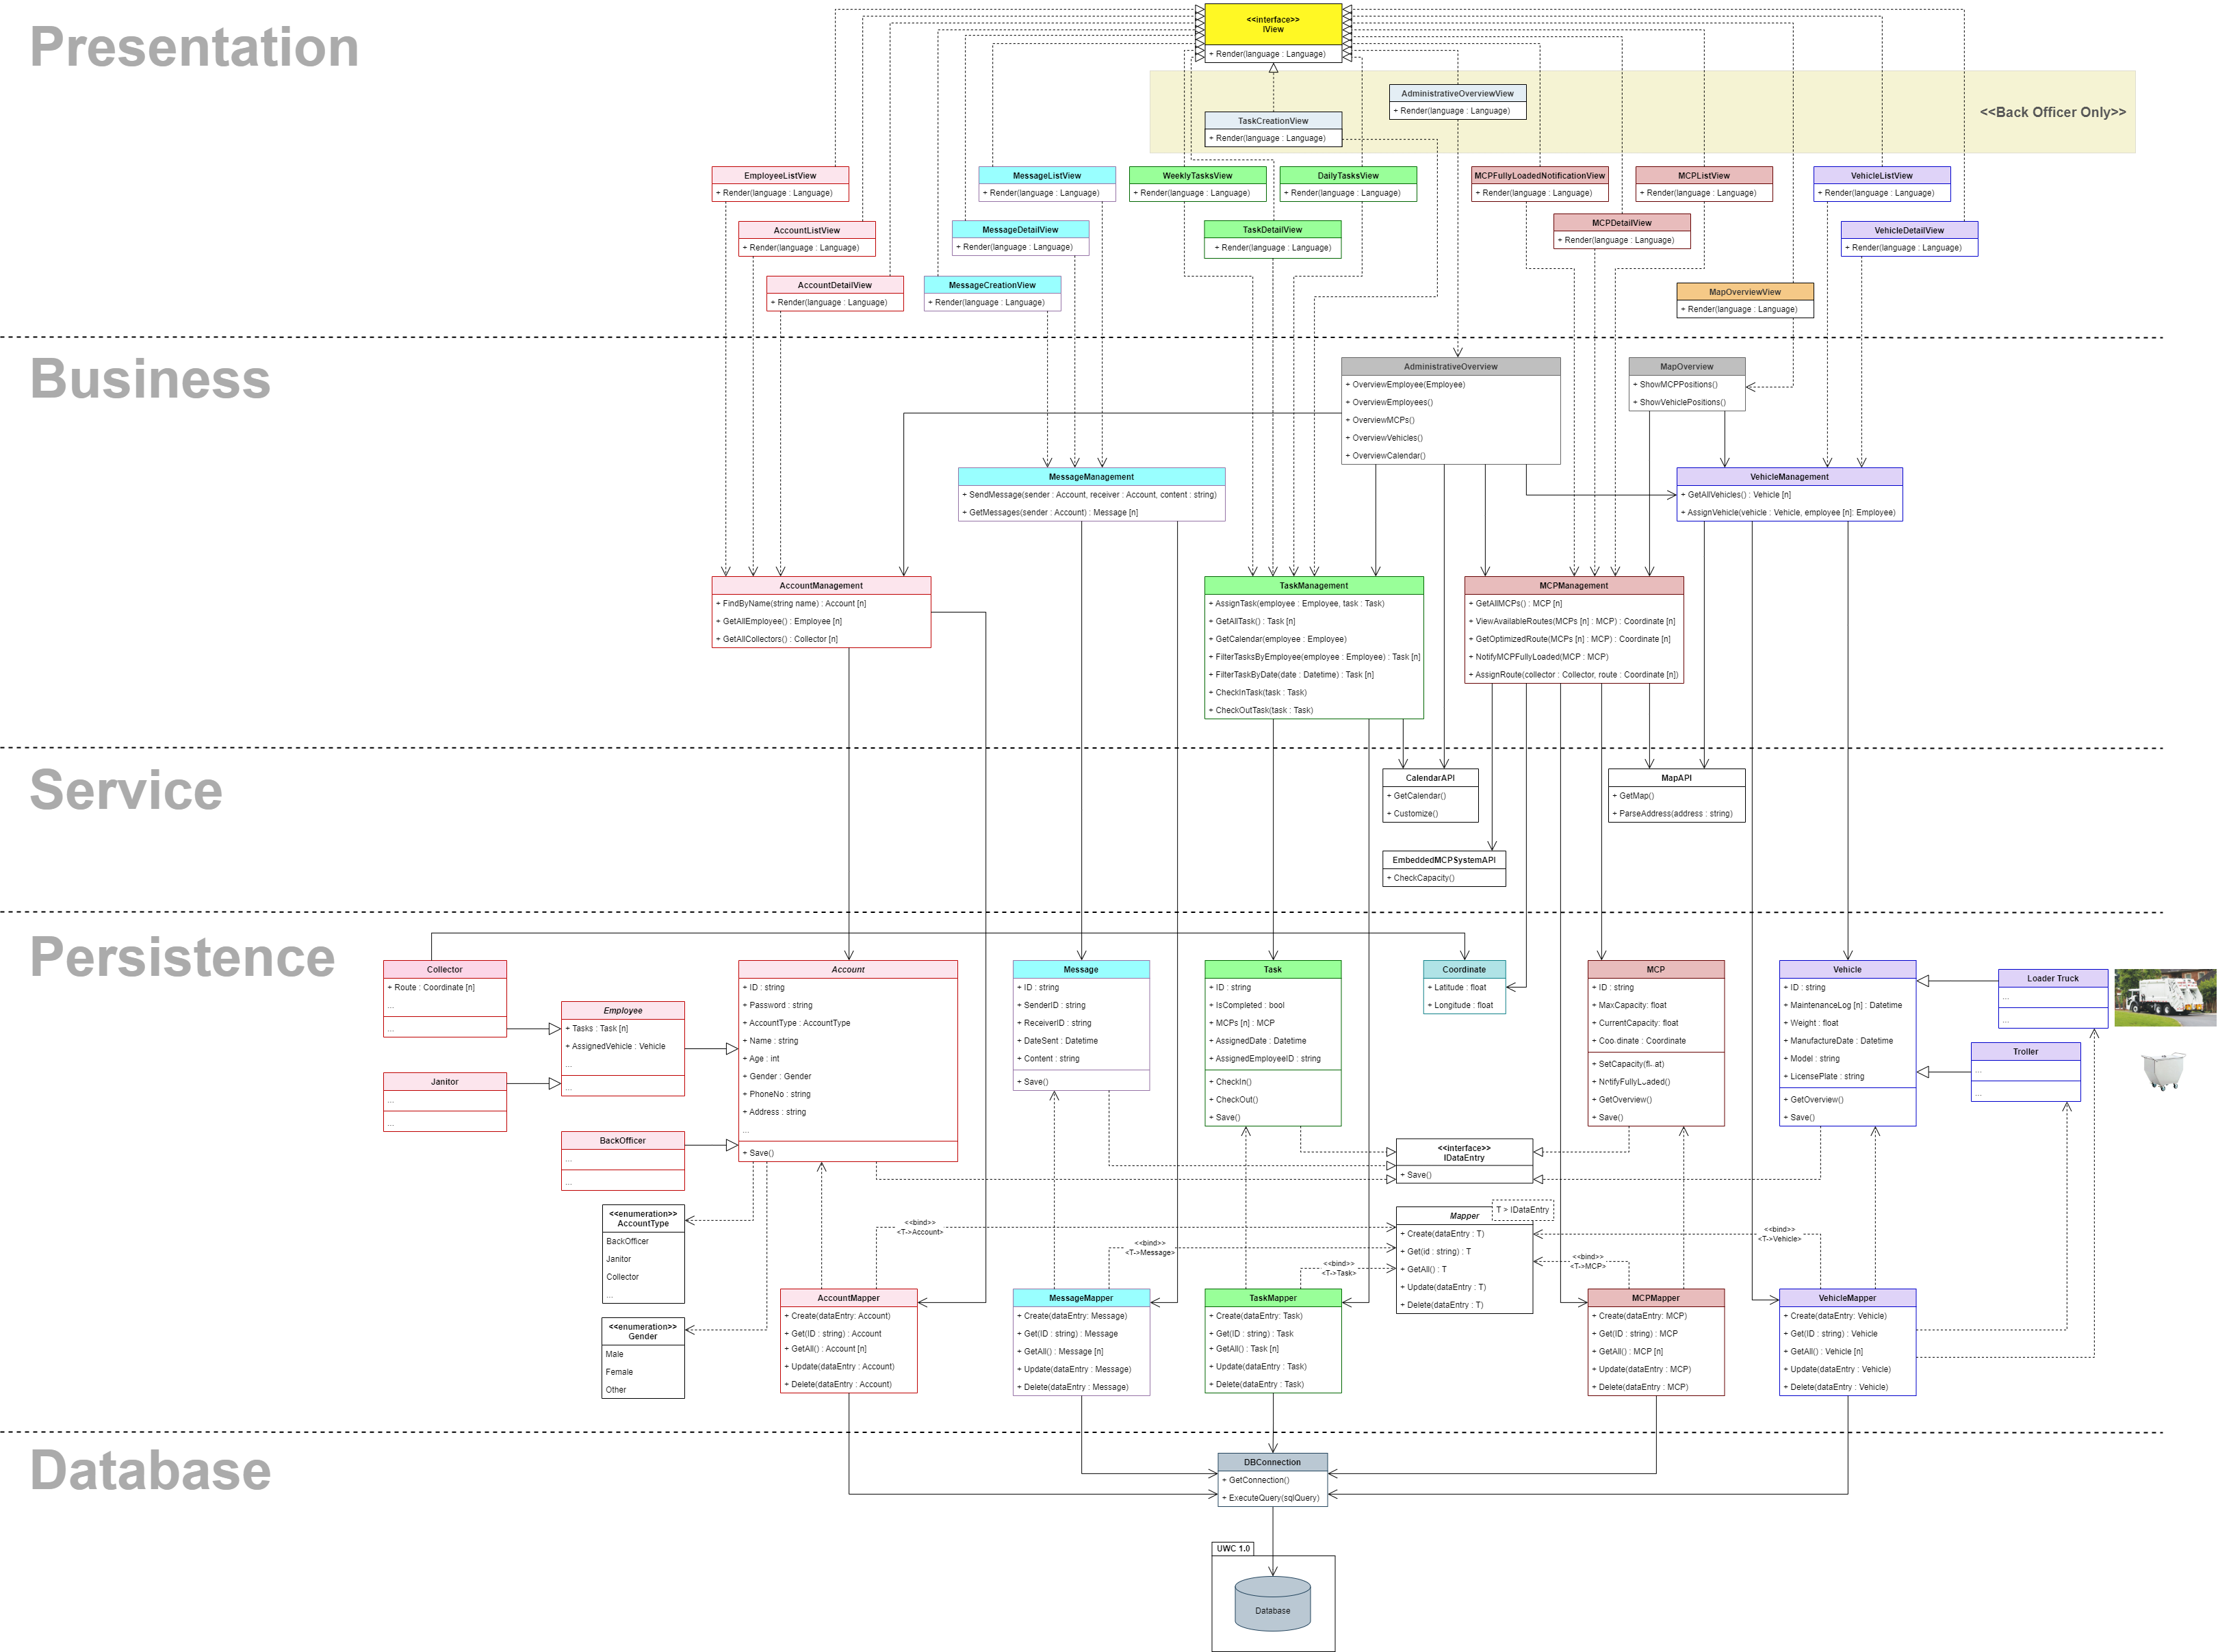 Presentation
<<interface>>
IView
+ Render(language : Language)
<<Back Officer Only>>
AdministrativeOverviewView
+ Render(language : Language)
TaskCreationView
+ Render(language : Language)
EmployeeListView
+ Render(language : Language)
AccountListView
+ Render(language : Language)
AccountDetailView
+ Render(language : Language)
MessageListView
+ Render(language : Language)
MessageDetailView
+ Render(language : Language)
MessageCreationView
+ Render(language : Language)
WeeklyTasksView
+ Render(language : Language)
DailyTasksView
+ Render(language : Language)
TaskDetailView
+ Render(language : Language)
MCPFullyLoadedNotificationView
+ Render(language : Language)
MCPListView
+ Render(language : Language)
MCPDetailView
+ Render(language : Language)
VehicleListView
+ Render(language : Language)
VehicleDetailView
+ Render(language : Language)
MapOverviewView
+ Render(language : Language)
Business
AdministrativeOverview
+ OverviewEmployee(Employee)
+ OverviewEmployees()
+ OverviewMCPs()
+ OverviewVehicles()
+ OverviewCalendar()
MapOverview
+ ShowMCPPositions()
+ ShowVehiclePositions()
MessageManagement
+ SendMessage(sender : Account, receiver : Account, content : string)
+ GetMessages(sender : Account) : Message [n]
VehicleManagement
+ GetAllVehicles() : Vehicle [n]
+ AssignVehicle(vehicle : Vehicle, employee [n]: Employee)
AccountManagement
+ FindByName(string name) : Account [n]
+ GetAllEmployee() : Employee [n]
+ GetAllCollectors() : Collector [n]
TaskManagement
+ AssignTask(employee : Employee, task : Task)
+ GetAllTask() : Task [n]
+ GetCalendar(employee : Employee)
+ FilterTasksByEmployee(employee : Employee) : Task [n]
+ FilterTaskByDate(date : Datetime) : Task [n]
+ CheckInTask(task : Task)
+ CheckOutTask(task : Task)
MCPManagement
+ GetAllMCPs() : MCP [n]
+ ViewAvailableRoutes(MCPs [n] : MCP) : Coordinate [n]
+ GetOptimizedRoute(MCPs [n] : MCP) : Coordinate [n]
+ NotifyMCPFullyLoaded(MCP : MCP)
+ AssignRoute(collector : Collector, route : Coordinate [n])
Service
CalendarAPI
+ GetCalendar()
+ Customize()
MapAPI
+ GetMap()
+ ParseAddress(address : string)
EmbeddedMCPSystemAPI
+ CheckCapacity()
Persistence
Collector
+ Route : Coordinate [n]
...
...
Janitor
...
...
Employee
+ Tasks : Task [n]
+ AssignedVehicle : Vehicle
...
...
BackOfficer
...
...
Account
+ ID : string
+ Password : string
+ AccountType : AccountType
+ Name : string
+ Age : int
+ Gender : Gender
+ PhoneNo : string
+ Address : string
...
+ Save()
Message
+ ID : string
+ SenderID : string
+ ReceiverID : string
+ DateSent : Datetime
+ Content : string
+ Save()
Task
+ ID : string
+ IsCompleted : bool
+ MCPs [n] : MCP
+ AssignedDate : Datetime
+ AssignedEmployeeID : string
+ CheckIn()
+ CheckOut()
+ Save()
Coordinate
+ Latitude : float
+ Longitude : float
MCP
+ ID : string
+ MaxCapacity: float
+ CurrentCapacity: float
+ Coordinate : Coordinate
+ SetCapacity(float)
+ NotifyFullyLoaded()
+ GetOverview()
+ Save()
Vehicle
+ ID : string
+ MaintenanceLog [n] : Datetime
+ Weight : float
+ ManufactureDate : Datetime
+ Model : string
+ LicensePlate : string
+ GetOverview()
+ Save()
Loader Truck
...
...
Troller
...
...
<<interface>>
IDataEntry
+ Save()
<<enumeration>>
AccountType
BackOfficer
Janitor
Collector
...
<<enumeration>>
Gender
Male
Female
Other
T > IDataEntry
Mapper
+ Create(dataEntry : T)
+ Get(id : string) : T
+ GetAll() : T
+ Update(dataEntry : T)
+ Delete(dataEntry : T)
<<bind>>
<T->Account>
<<bind>>
<T->Message>
<<bind>>
<T->Task>
<<bind>>
<T->MCP>
<<bind>>
<T->Vehicle>
AccountMapper
+ Create(dataEntry: Account)
+ Get(ID : string) : Account
+ GetAll() : Account [n]
+ Update(dataEntry : Account)
+ Delete(dataEntry : Account)
MessageMapper
+ Create(dataEntry: Message)
+ Get(ID : string) : Message
+ GetAll() : Message [n]
+ Update(dataEntry : Message)
+ Delete(dataEntry : Message)
TaskMapper
+ Create(dataEntry: Task)
+ Get(ID : string) : Task
+ GetAll() : Task [n]
+ Update(dataEntry : Task)
+ Delete(dataEntry : Task)
MCPMapper
+ Create(dataEntry: MCP)
+ Get(ID : string) : MCP
+ GetAll() : MCP [n]
+ Update(dataEntry : MCP)
+ Delete(dataEntry : MCP)
VehicleMapper
+ Create(dataEntry: Vehicle)
+ Get(ID : string) : Vehicle
+ GetAll() : Vehicle [n]
+ Update(dataEntry : Vehicle)
+ Delete(dataEntry : Vehicle)
Database
DBConnection
+ GetConnection()
+ ExecuteQuery(sqlQuery)
UWC 1.0
Database